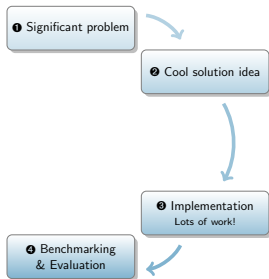 ❶ Significant problem
❷ Cool solution idea
❸ Implementation
Lots of work!
❹ Benchmarking
& Evaluation